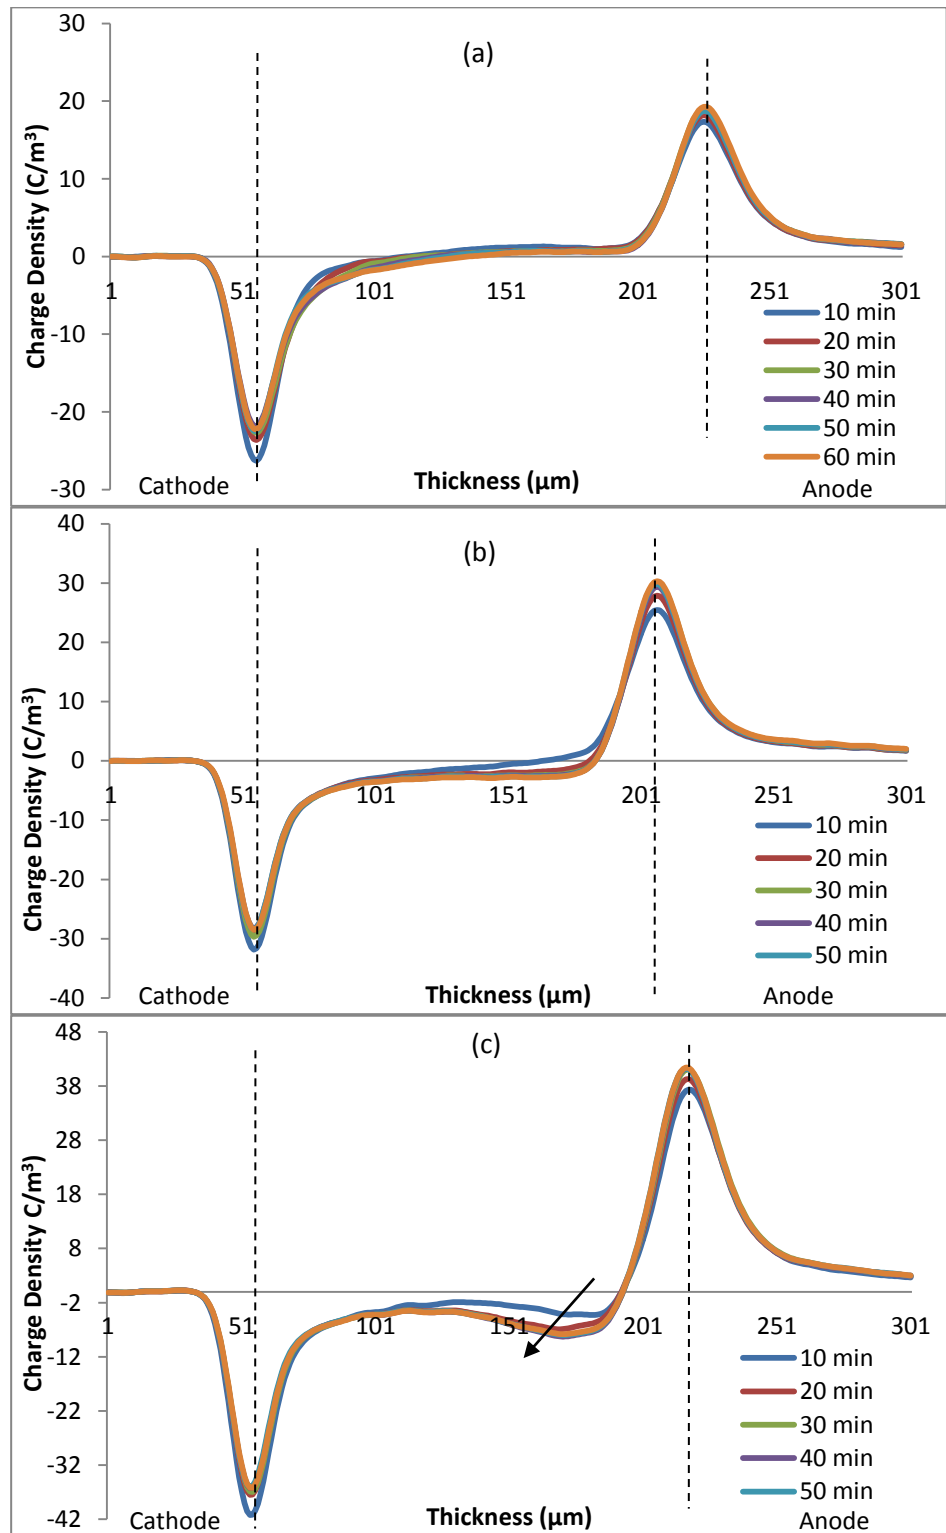 (a)
30
20
10
0
-10
-20
-30
Charge Density (C/m³)
1 51 101 151 201 251 301
10 min
20 min
30 min
40 min
50 min
60 min
Cathode Thickness (µm) Anode
(b)
40
30
20
10
0
-10
-20
-30
-40
Charge Density (C/m³)
1 51 101 151 201 251 301
10 min
20 min
30 min
40 min
50 min
Cathode Thickness (µm) Anode
(c)
48
38
28
18
8
-2
-12
-22
-32
-42
Charge Density C/m³)
1 51 101 151 201 251 301
10 min
20 min
30 min
40 min
50 min
Cathode Thickness (µm) Anode